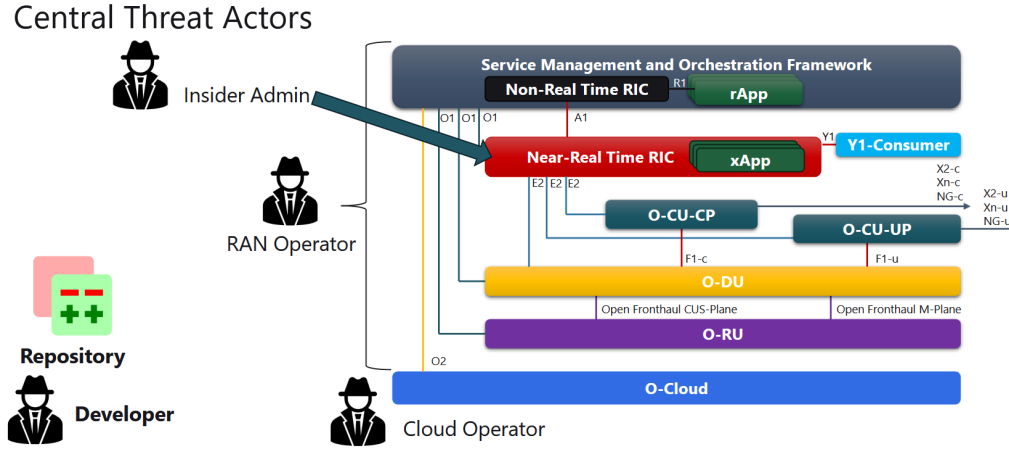 Central Threat Actors
Service Management and Orchestration Framework
Non-Real Time RIC
R1
rApp
Insider Admin
O1
O1
O1
A1
Near-Real Time RIC
xApp
Y1
Y1-Consumer
E2
E2
E2
X2-c
Xn-c
NG-c
X2-u
Xn-u
NG-u
O-CU-CP
O-CU-UP
RAN Operator
F1-c
F1-u
O-DU
Open Fronthaul CUS-Plane
Open Fronthaul M-Plane
O-RU
Repository
O2
O-Cloud
Developer
Cloud Operator